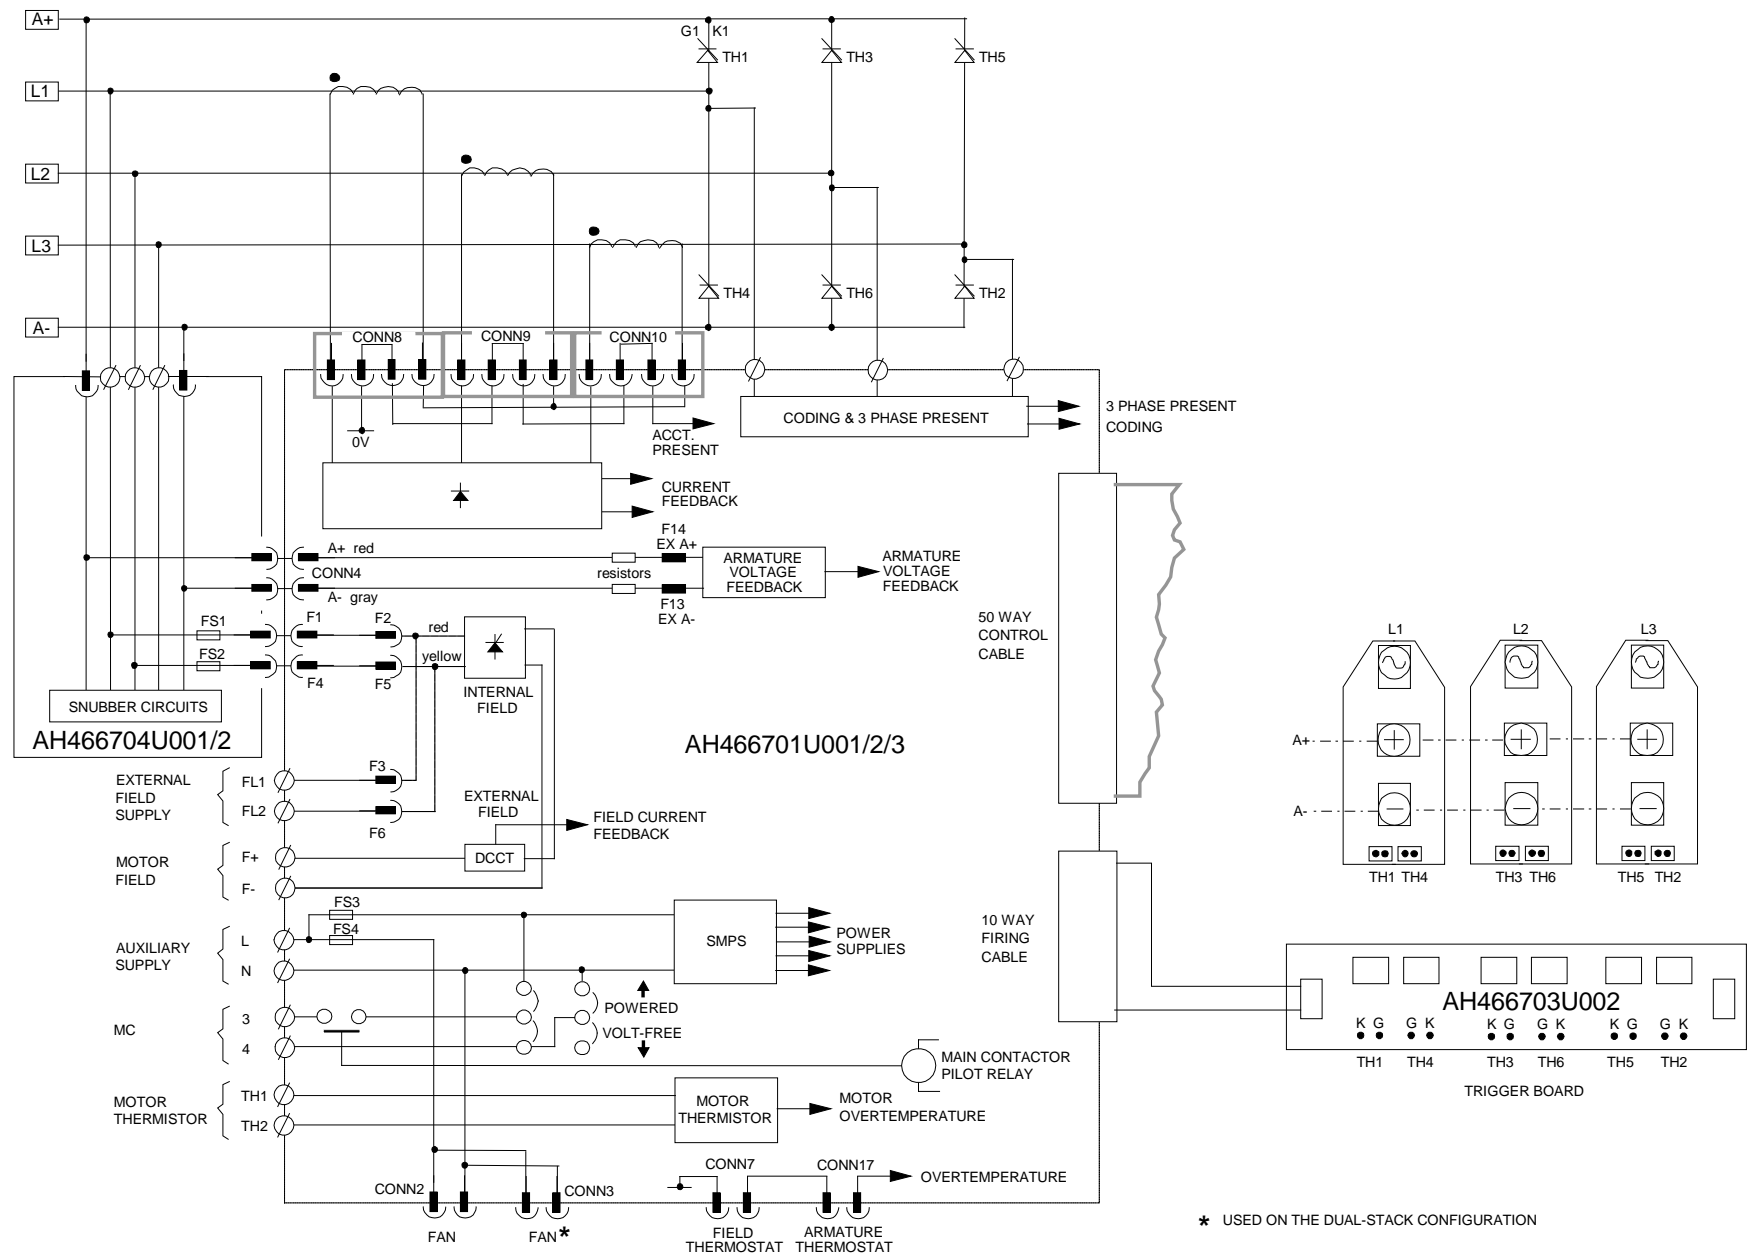 A+
G1 K1
TH1
TH3
TH5
L1
L2
L3
TH4
TH6
TH2
A-
CONN8
CONN9
CONN10
0V
ACCT.
PRESENT
CODING & 3 PHASE PRESENT
3 PHASE PRESENT
CODING
CURRENT
FEEDBACK
A+ red
CONN4
A- gray
resistors
F14
EX A+
F13
EX A-
ARMATURE
VOLTAGE
FEEDBACK
ARMATURE
VOLTAGE
FEEDBACK
FS1
F1
F2
red
FS2
F4
F5
yellow
INTERNAL
FIELD
SNUBBER CIRCUITS
AH466704U001/2
AH466701U001/2/3
50 WAY
CONTROL
CABLE
EXTERNAL
FIELD
SUPPLY
FL1
FL2
F3
F6
EXTERNAL
FIELD
FIELD CURRENT
FEEDBACK
MOTOR
FIELD
F+
F-
DCCT
AUXILIARY
SUPPLY
L
N
FS3
FS4
SMPS
POWER
SUPPLIES
10 WAY
FIRING
CABLE
MC
3
4
POWERED
VOLT-FREE
MAIN CONTACTOR
PILOT RELAY
MOTOR
THERMISTOR
TH1
TH2
MOTOR
THERMISTOR
MOTOR
OVERTEMPERATURE
CONN2
CONN3
CONN7
CONN17
OVERTEMPERATURE
FAN
FAN*
FIELD
THERMOSTAT
ARMATURE
THERMOSTAT
L1
L2
L3
A+
A-
TH1 TH4
TH3 TH6
TH5 TH2
AH466703U002
K G
G K
K G
G K
K G
G K
TH1
TH4
TH3
TH6
TH5
TH2
TRIGGER BOARD
* USED ON THE DUAL-STACK CONFIGURATION